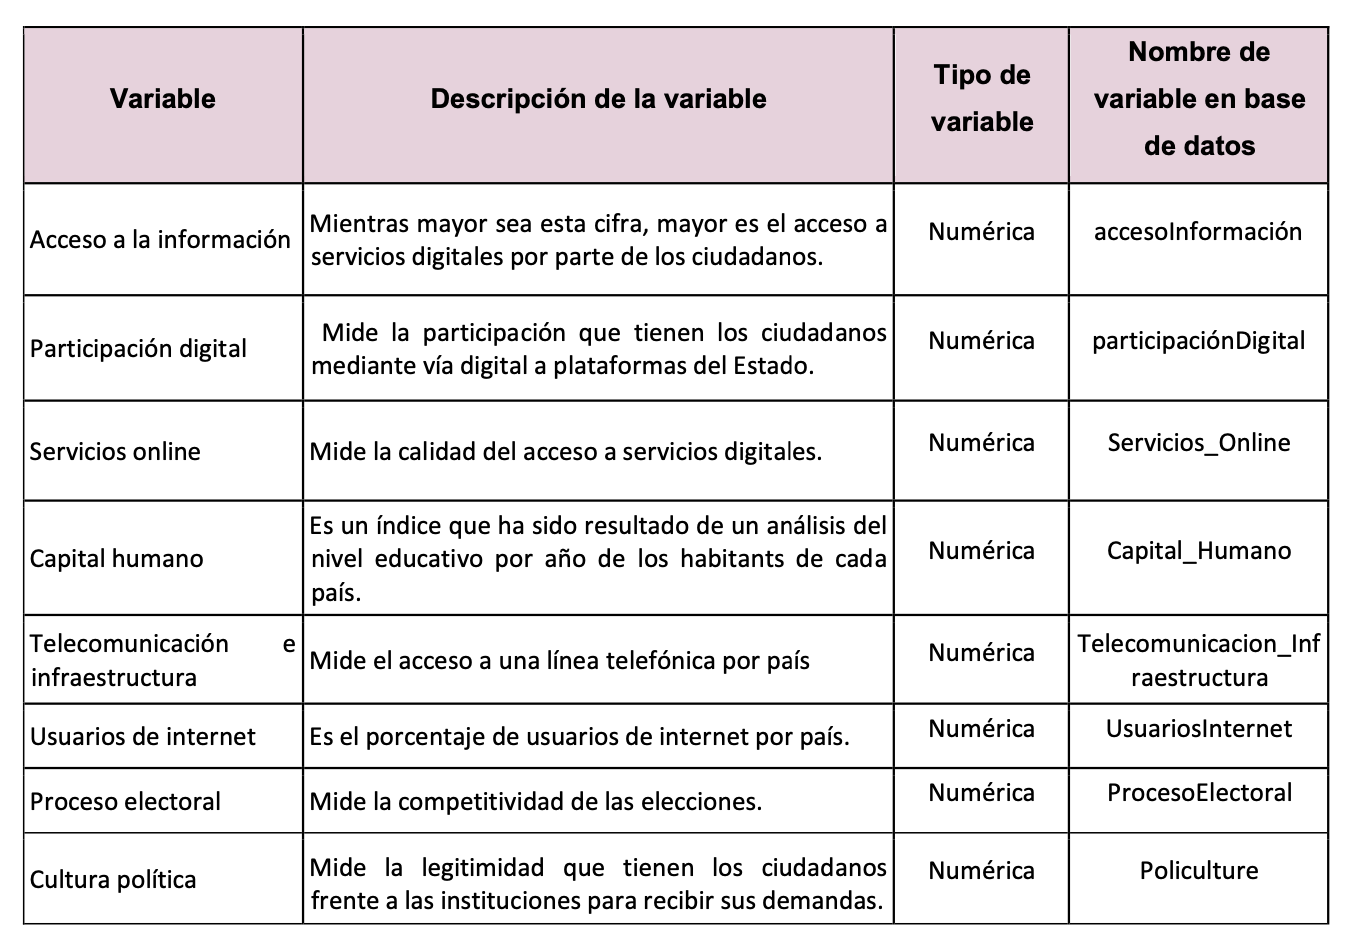 Variable
Descripción de la variable
Tipo de
variable
Nombre de
variable en base
de datos
Acceso a la información
Mientras mayor sea esta cifra, mayor es el acceso a
servicios digitales por parte de los ciudadanos.
Numérica
accesoInformación
Participación digital
Mide la participación que tienen los ciudadanos
mediante vía digital a plataformas del Estado.
Numérica
participaciónDigital
Servicios online
Mide la calidad del acceso a servicios digitales.
Numérica
Servicios_Online
Capital humano
Es un índice que ha sido resultado de un análisis del
nivel educativo por año de los habitants de cada
país.
Numérica
Capital_Humano
Telecomunicación e
infraestructura
Mide el acceso a una línea telefónica por país
Numérica
Telecomunicacion_Inf
raestructura
Usuarios de internet
Es el porcentaje de usuarios de internet por país.
Numérica
UsuariosInternet
Proceso electoral
Mide la competitividad de las elecciones.
Numérica
ProcesoElectoral
Cultura política
Mide la legitimidad que tienen los ciudadanos
frente a las instituciones para recibir sus demandas.
Numérica
Policulture